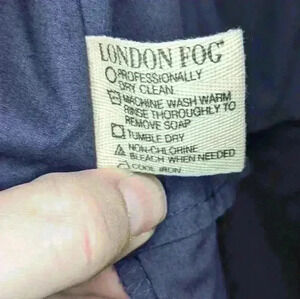 LONDON FOG®
PROFESSIONALLY
DRY CLEAN
MACHINE WASH WARM
RINSE THOROUGHLY TO
REMOVE SOAP
TUMBLE DRY
NON-CHLORINE
BLEACH WHEN NEEDED
COOL IRON